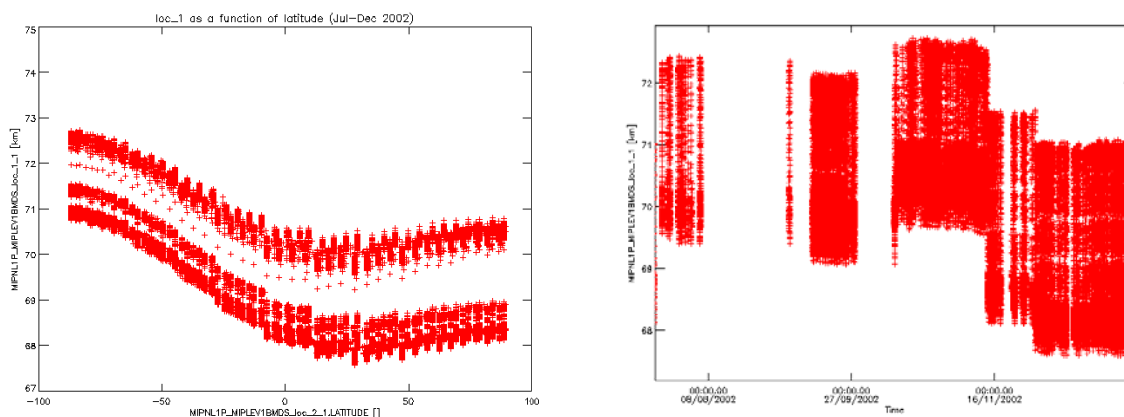 loc_1 as a function of latitude (Jul-Dec 2002)
75
74
73
72
71
70
69
68
67
MIPNL1P_MIPLEV1BMDS_loc_1_1 [km]
-100
-50
0
50
100
MIPNL1P_MIPLEV1BMDS_loc_2_1.LATITUDE []
72
71
70
69
68
MIPNL1P_MIPLEV1BMDS_loc_1_1 [km]
00:00.00 00:00.00 00:00.00
08/08/2002 27/09/2002 16/11/2002
Time